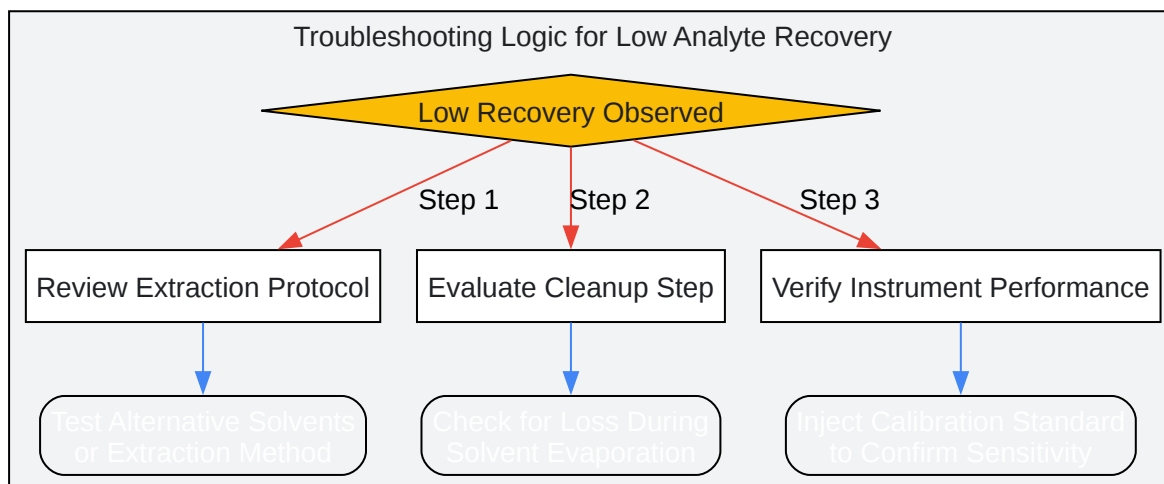 Troubleshooting Logic for Low Analyte Recovery
Low Recovery Observed
Step 1
Step 2
Step 3
Review Extraction Protocol
Evaluate Cleanup Step
Verify Instrument Performance
Test Alternative Solvents
or Extraction Method
Check for Loss During
Solvent Evaporation
Inject Calibration Standard
to Confirm Sensitivity